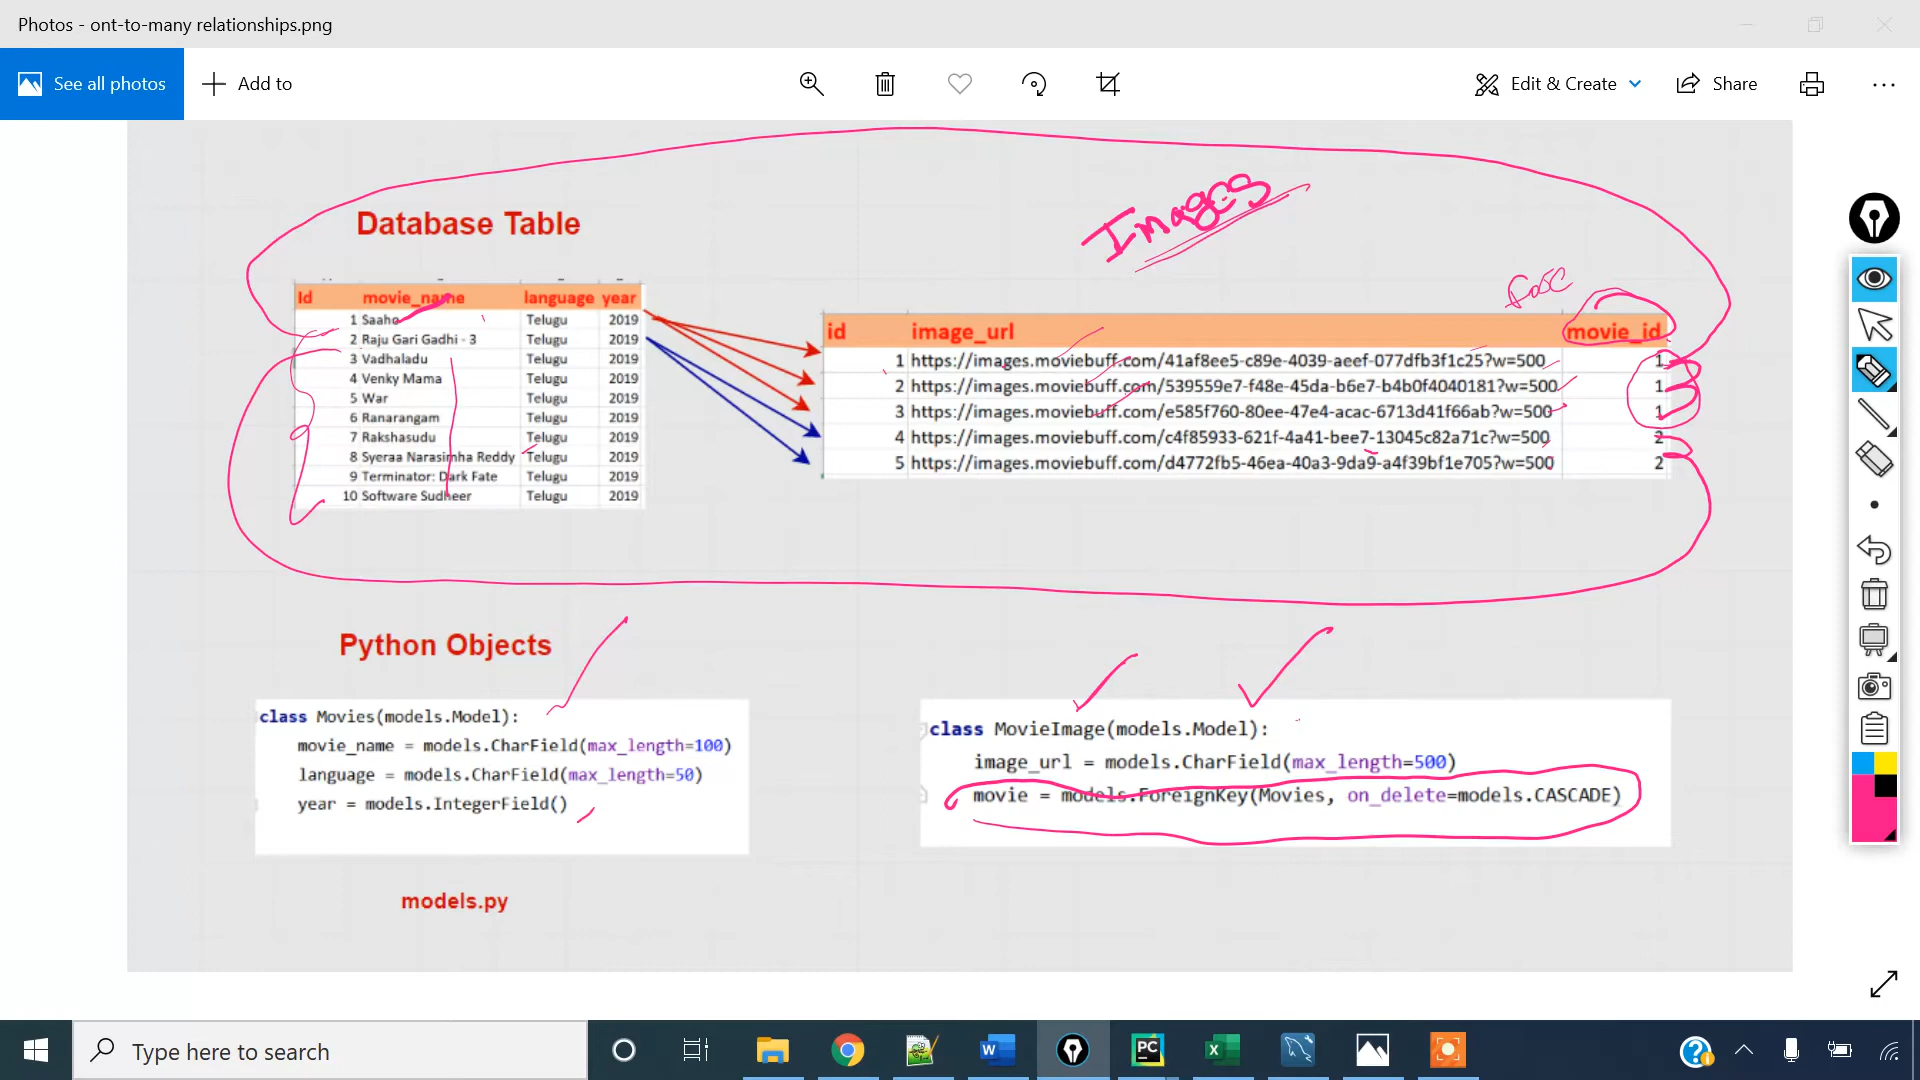 Photos - ont-to-many relationships.png
See all photos
Add to
Edit & Create
Share
Images
Database Table
Id movie_name language year
1 Saaho Telugu 2019
2 Raju Gari Gadhi - 3 Telugu 2019
3 Vadhaladu Telugu 2019
4 Venky Mama Telugu 2019
5 War Telugu 2019
6 Ranarangam Telugu 2019
7 Rakshasudu Telugu 2019
8 Syeraa Narasimha Reddy Telugu 2019
9 Terminator: Dark Fate Telugu 2019
10 Software Sudheer Telugu 2019
id image_url movie_id
1 https://images.moviebuff.com/41af8ee5-c89e-4039-aeef-077dfb3f1c25?w=500 1
2 https://images.moviebuff.com/539559e7-f48e-45da-b6e7-b4b0f4040181?w=500 1
3 https://images.moviebuff.com/e585f760-80ee-47e4-acac-6713d41f66ab?w=500 1
4 https://images.moviebuff.com/c4f85933-621f-4a41-bee7-13045c82a71c?w=500 2
5 https://images.moviebuff.com/d4772fb5-46ea-40a3-9da9-a4f39bf1e705?w=500 2
Python Objects
class Movies(models.Model):
movie_name = models.CharField(max_length=100)
language = models.CharField(max_length=50)
year = models.IntegerField()
class MovieImage(models.Model):
image_url = models.CharField(max_length=500)
movie = models.ForeignKey(Movies, on_delete=models.CASCADE)
models.py
Type here to search